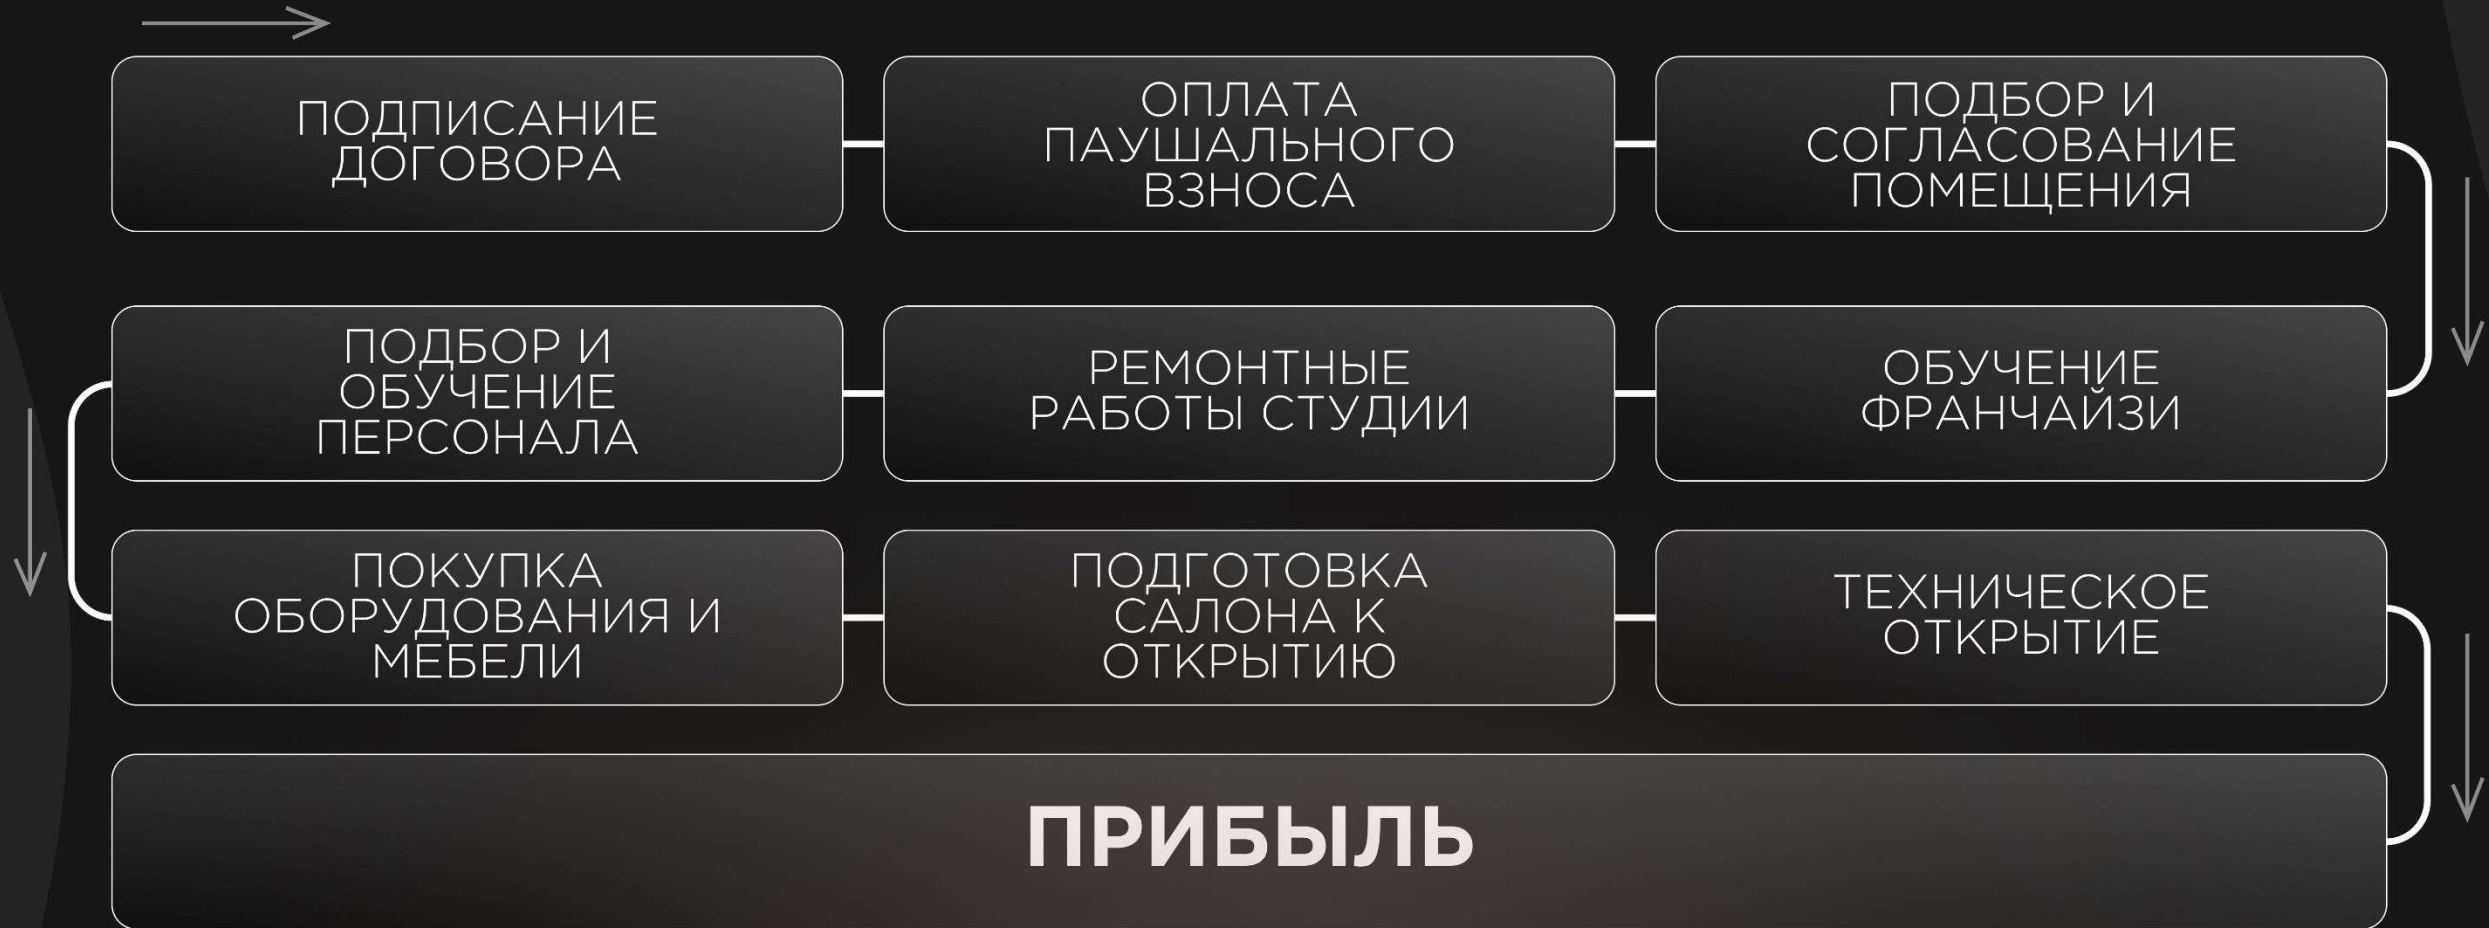 ПОДПИСАНИЕ
ДОГОВОРА
ОПЛАТА
ПАУШАЛЬНОГО
ВЗНОСА
ПОДБОР И
СОГЛАСОВАНИЕ
ПОМЕЩЕНИЯ
ПОДБОР И
ОБУЧЕНИЕ
ПЕРСОНАЛА
РЕМОНТНЫЕ
РАБОТЫ СТУДИИ
ОБУЧЕНИЕ
ФРАНЧАЙЗИ
ПОКУПКА
ОБОРУДОВАНИЯ И
МЕБЕЛИ
ПОДГОТОВКА
САЛОНА К
ОТКРЫТИЮ
ТЕХНИЧЕСКОЕ
ОТКРЫТИЕ
ПРИБЫЛЬ